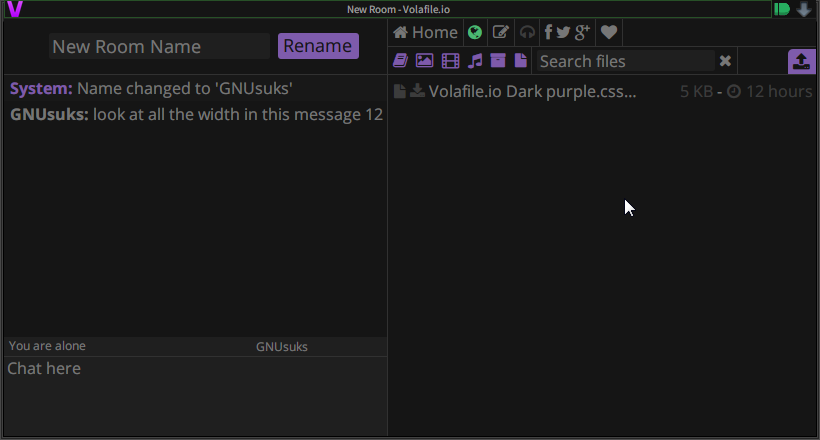 New Room - Volafile.io
New Room Name
Rename
Home
Search files
System: Name changed to 'GNUsuks'
GNUsuks: look at all the width in this message 12
Volafile.io Dark purple.css...
5 KB - 12 hours
You are alone
GNUsuks
Chat here